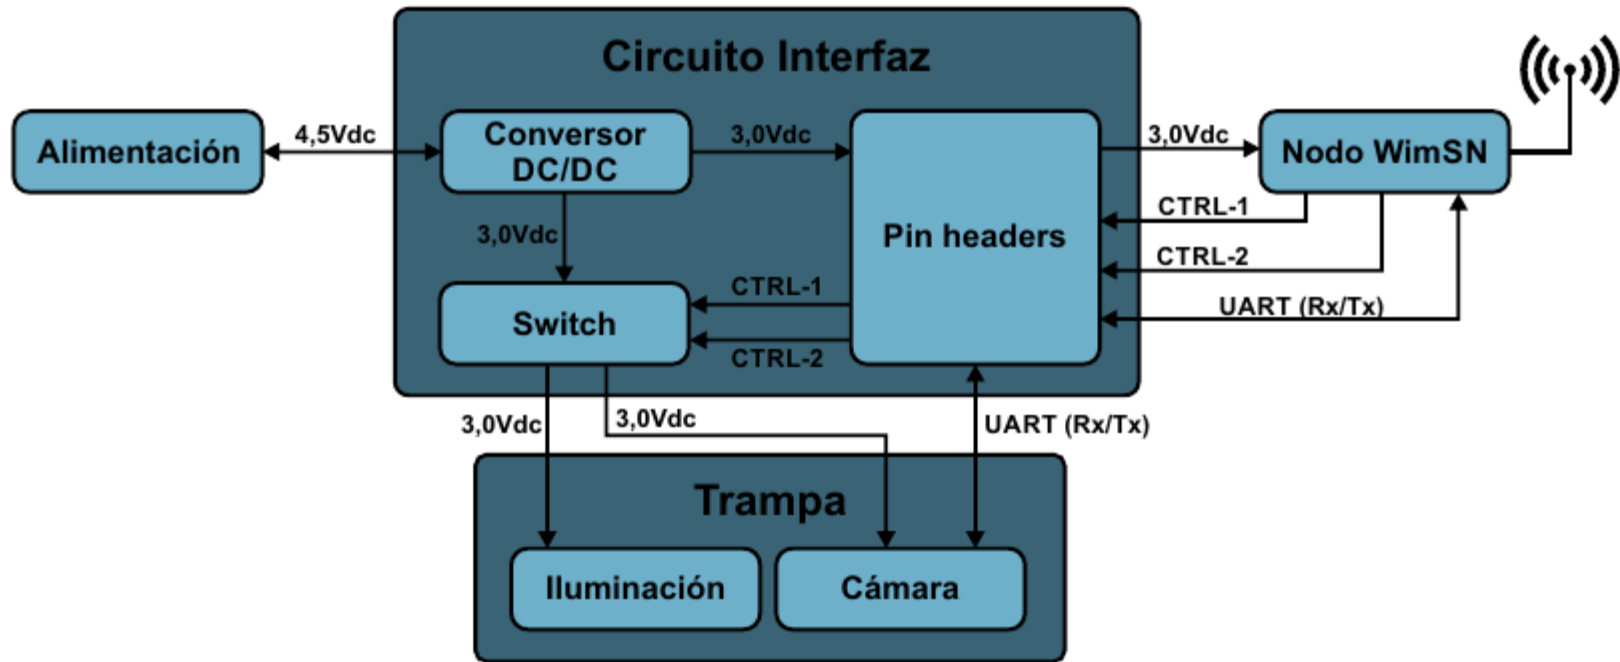 Circuito Interfaz
Alimentación
4,5Vdc
Conversor
DC/DC
3,0Vdc
3,0Vdc
Nodo WimSN
Pin headers
CTRL-1
CTRL-2
UART (Rx/Tx)
3,0Vdc
CTRL-1
Switch
CTRL-2
3,0Vdc
3,0Vdc
UART (Rx/Tx)
Trampa
Iluminación
Cámara